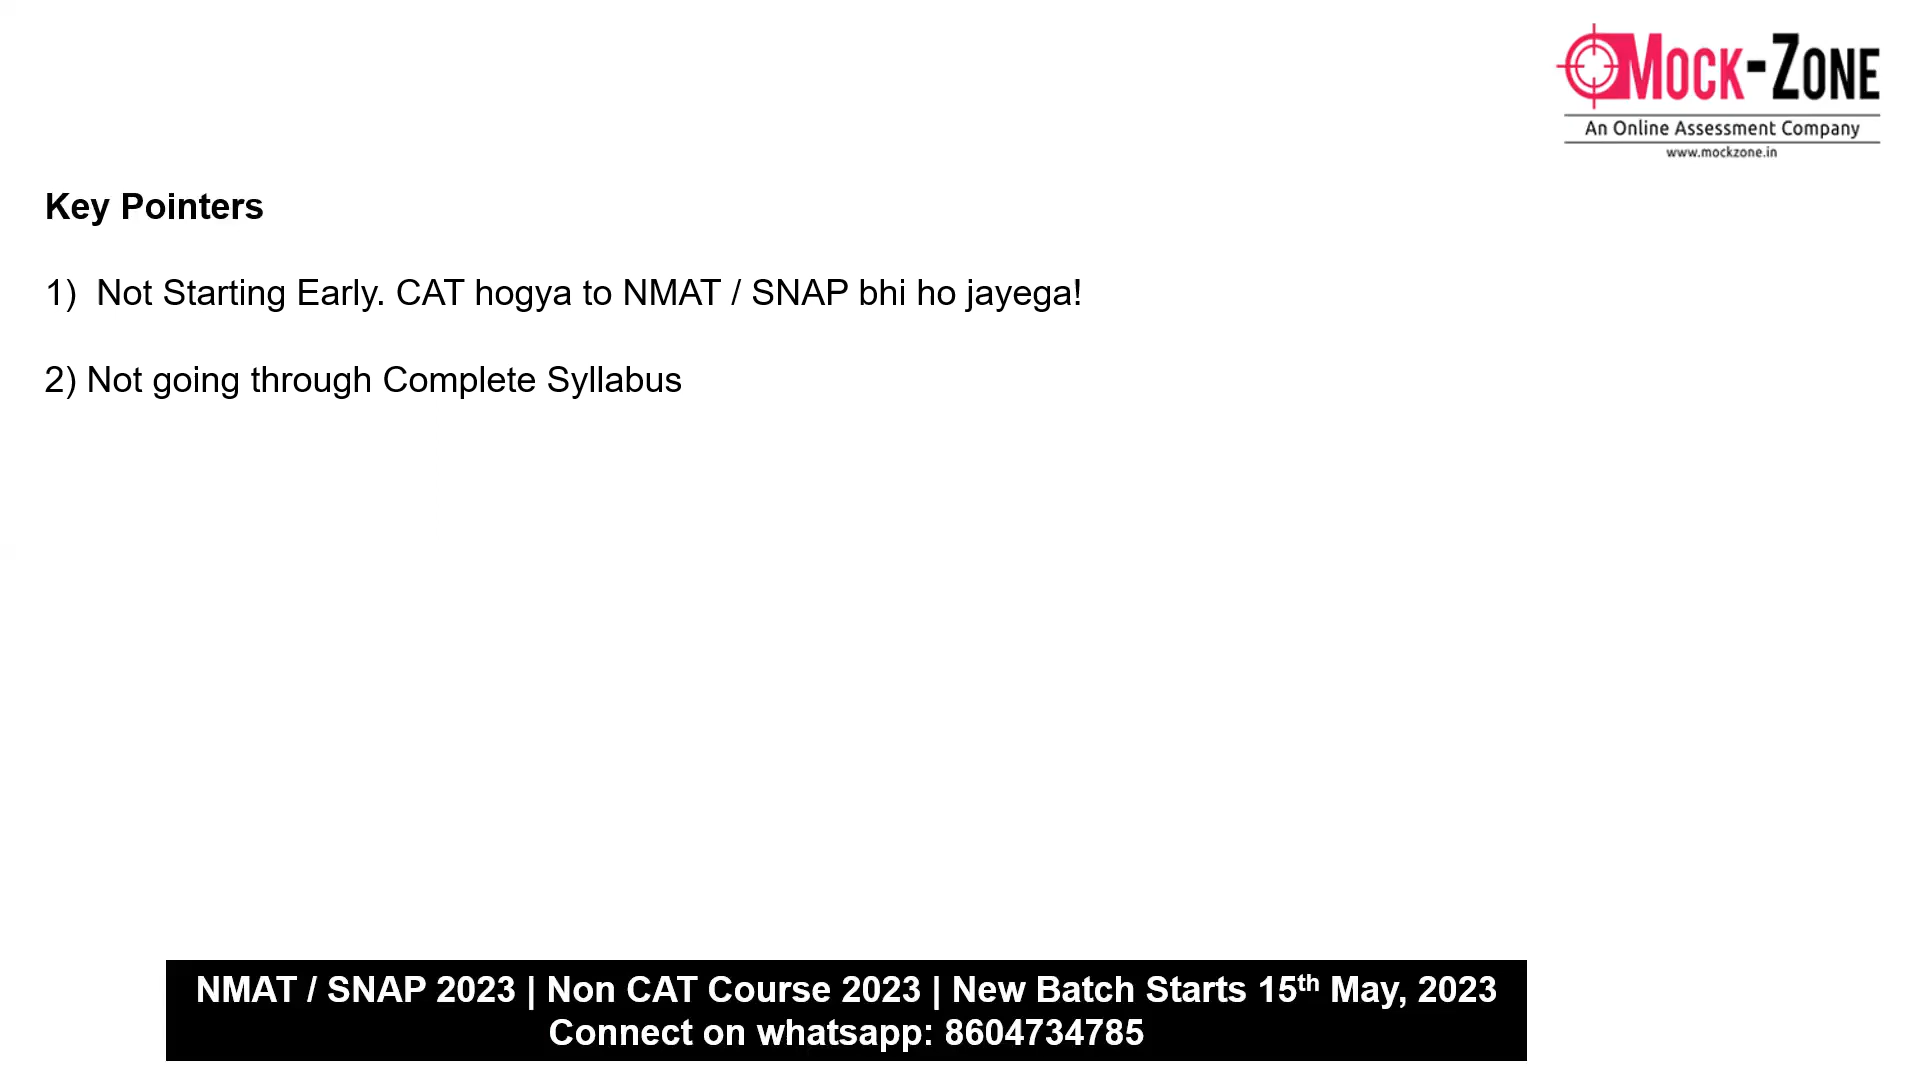 MOCK-ZONE
An Online Assessment Company
www.mockzone.in
Key Pointers
1) Not Starting Early. CAT hogya to NMAT / SNAP bhi ho jayega!
2) Not going through Complete Syllabus
NMAT / SNAP 2023 | Non CAT Course 2023 | New Batch Starts 15th May, 2023
Connect on whatsapp: 8604734785